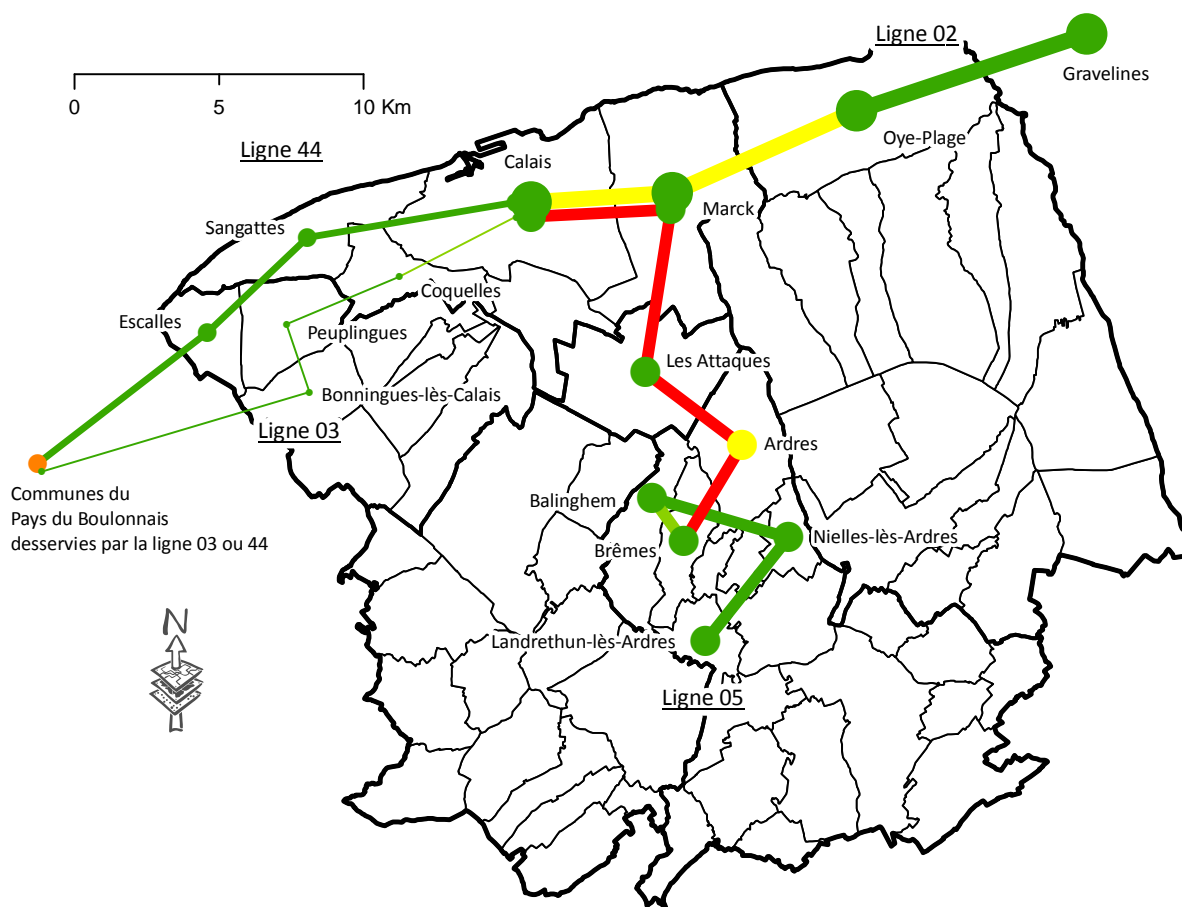 Ligne 02
Gravelines
0 5 10 Km
Oye-Plage
Ligne 44
Calais
Marck
Sangattes
Coquelles
Escalles
Peuplingues
Les Attaques
Bonningues-lès-Calais
Ligne 03
Ardres
Balinghem
Communes du
Pays du Boulonnais
desservies par la ligne 03 ou 44
Nielles-lès-Ardres
Brêmes
N
Landrethun-lès-Ardres
Ligne 05